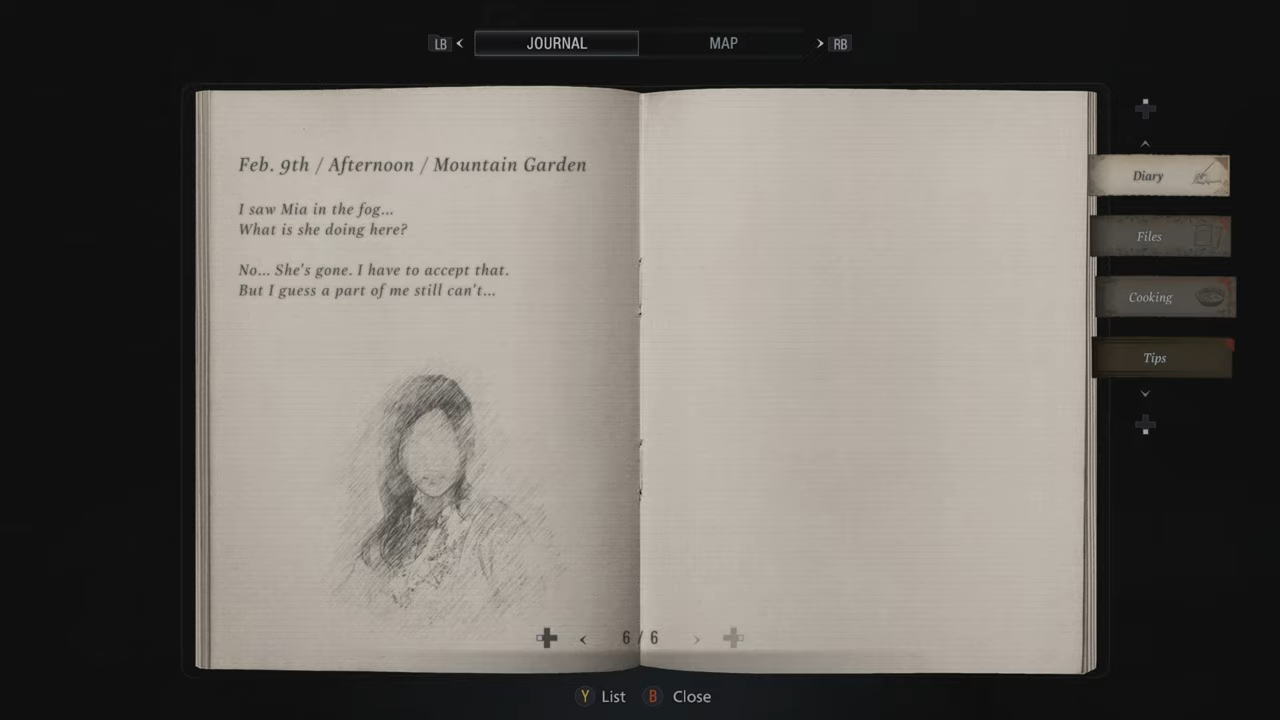 LB < JOURNAL MAP > RB
Feb. 9th / Afternoon / Mountain Garden
I saw Mia in the fog...
What is she doing here?
No... She's gone. I have to accept that.
But I guess a part of me still can't...
Diary
Files
Cooking
Tips
< 6 / 6 >
Y List B Close